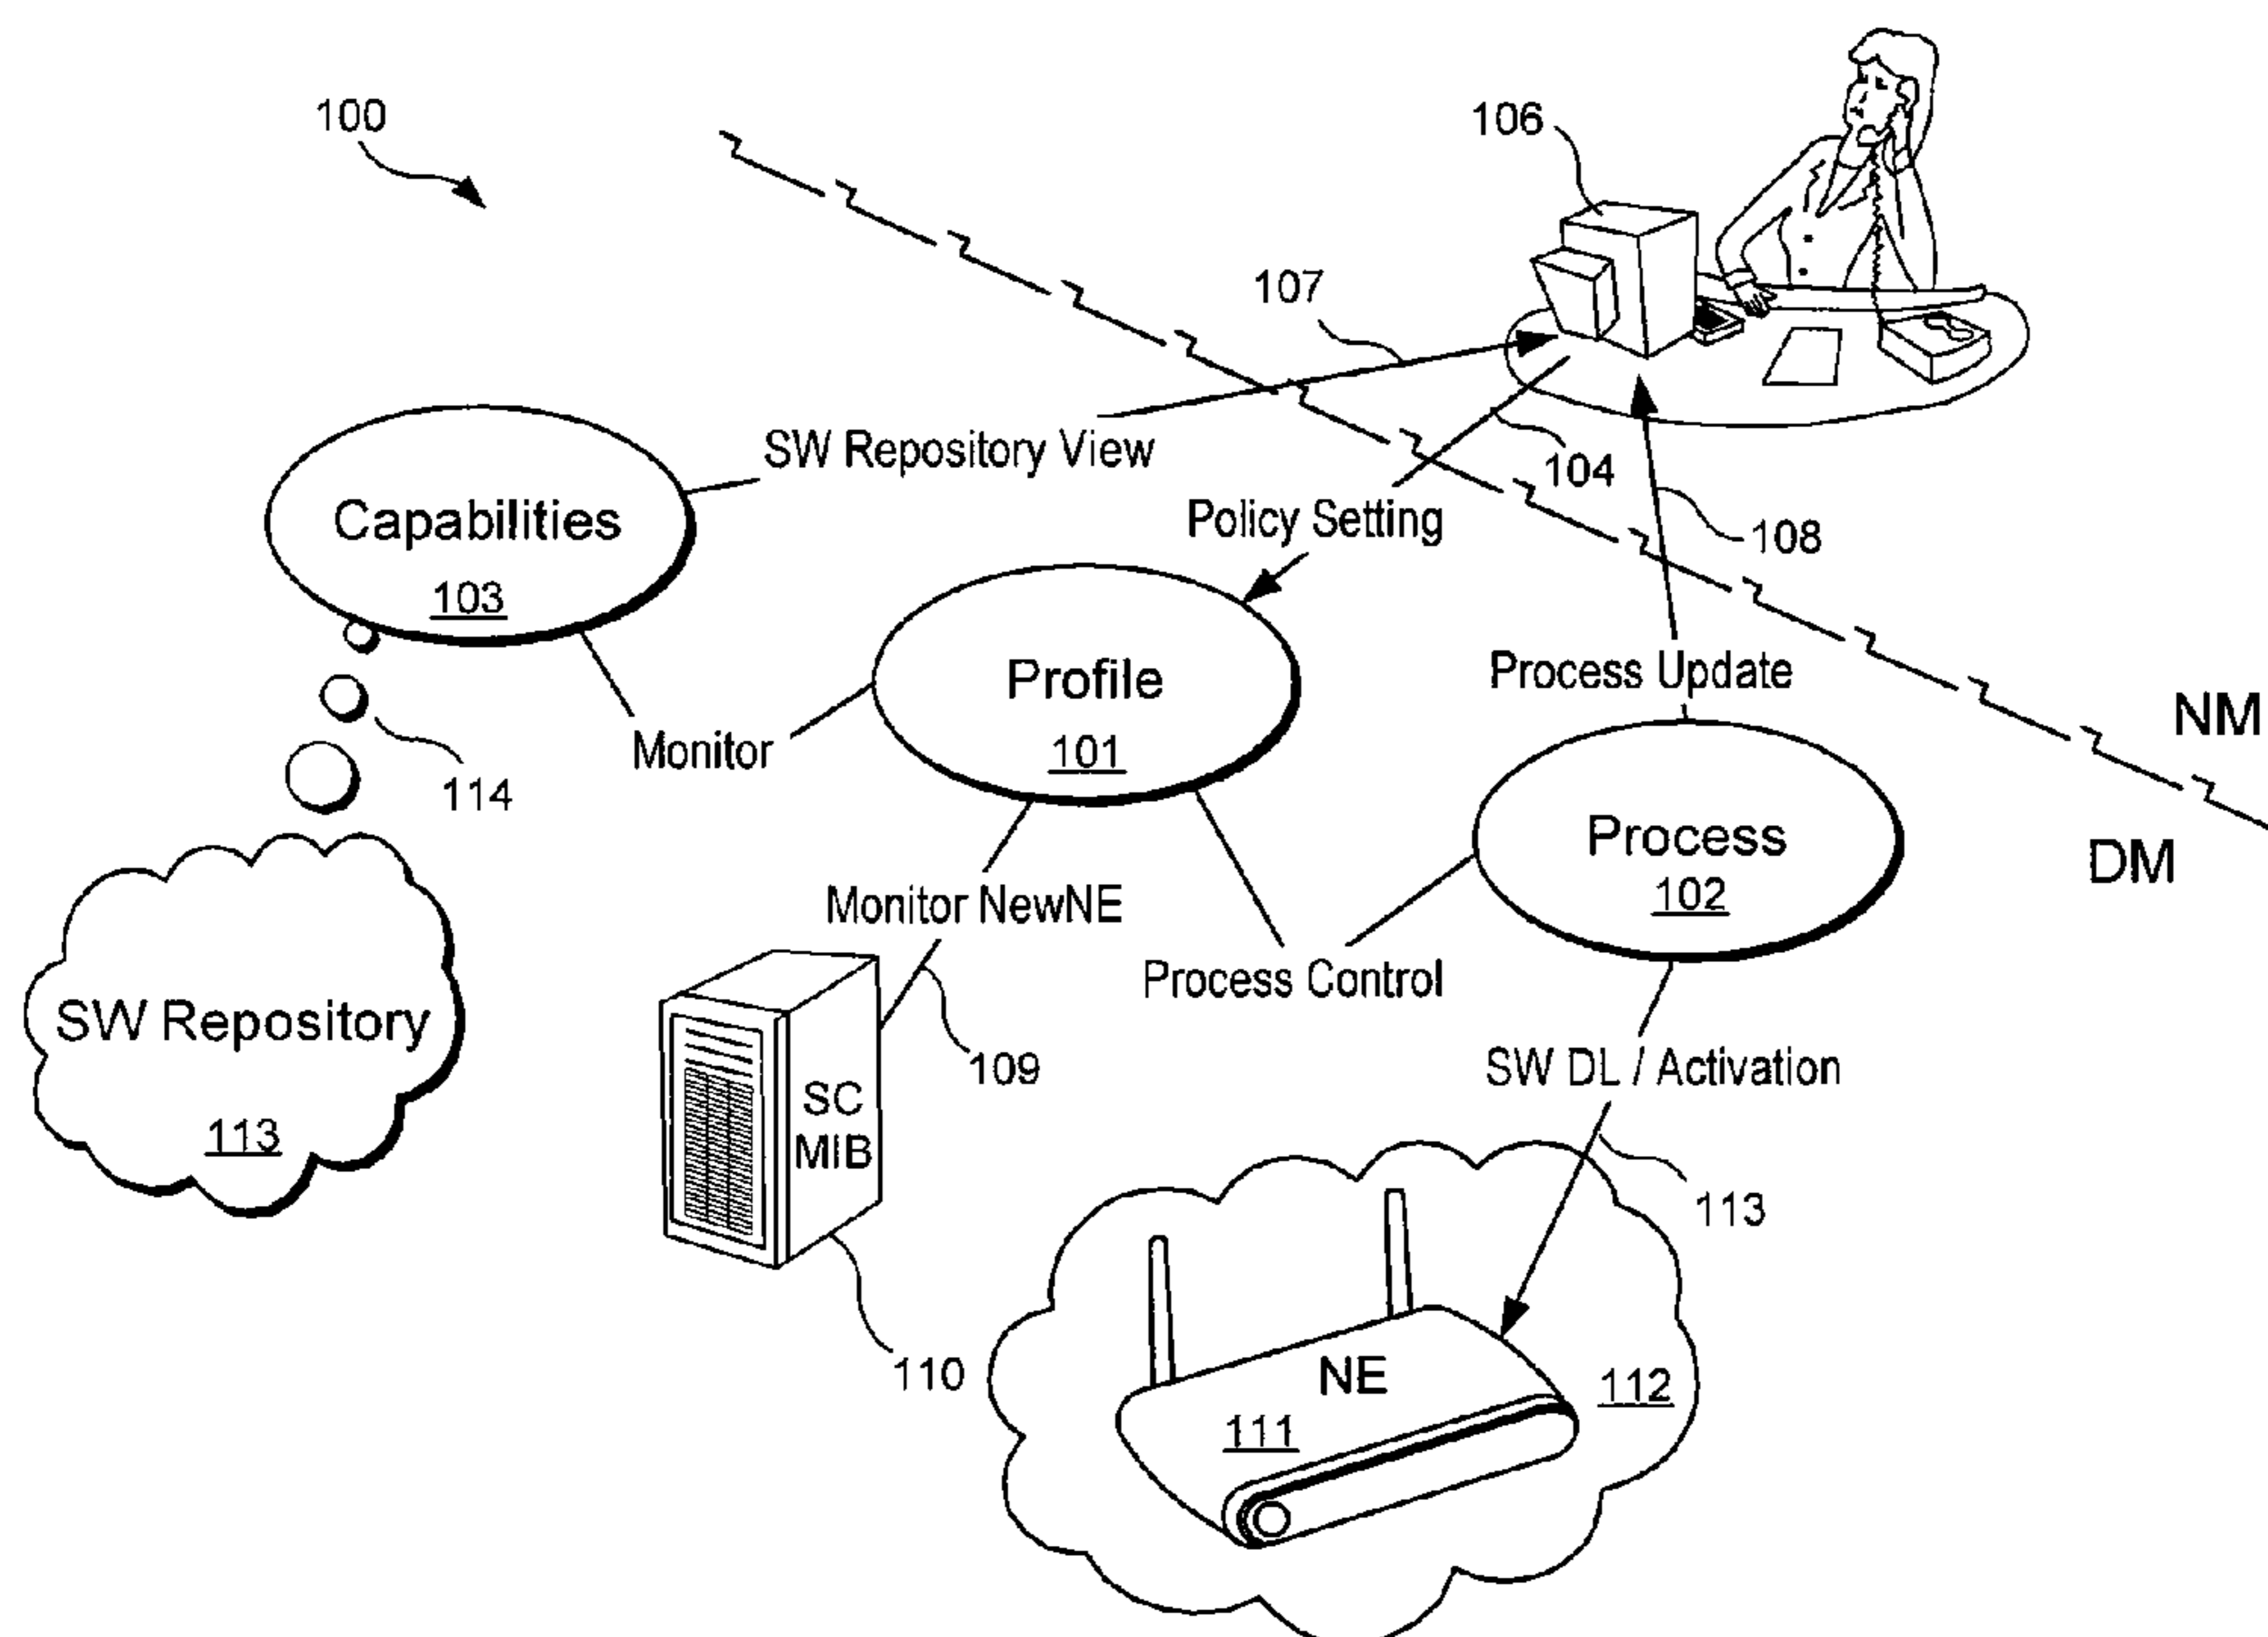 100
106
107
SW Repository View
104
Capabilities
103
Policy Setting
108
Profile
101
Process Update
NM
Monitor
114
Process
102
DM
Monitor NewNE
Process Control
SW Repository
113
109
SC
MIB
SW DL / Activation
113
110
NE
111
112